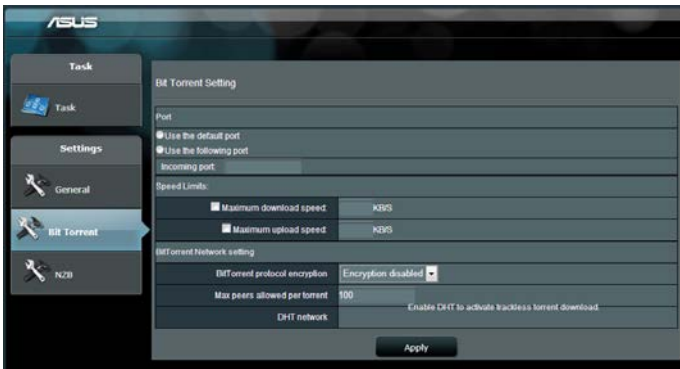 ASUS
Task
Task
Settings
General
Bit Torrent
NZB
Bit Torrent Setting
Port
Use the default port
Use the following port
Incoming port:
Speed Limits:
Maximum download speed: KB/S
Maximum upload speed: KB/S
BitTorrent Network setting
BitTorrent protocol encryption Encryption disabled
Max peers allowed per torrent 100
Enable DHT to activate trackless torrent download.
DHT network
Apply